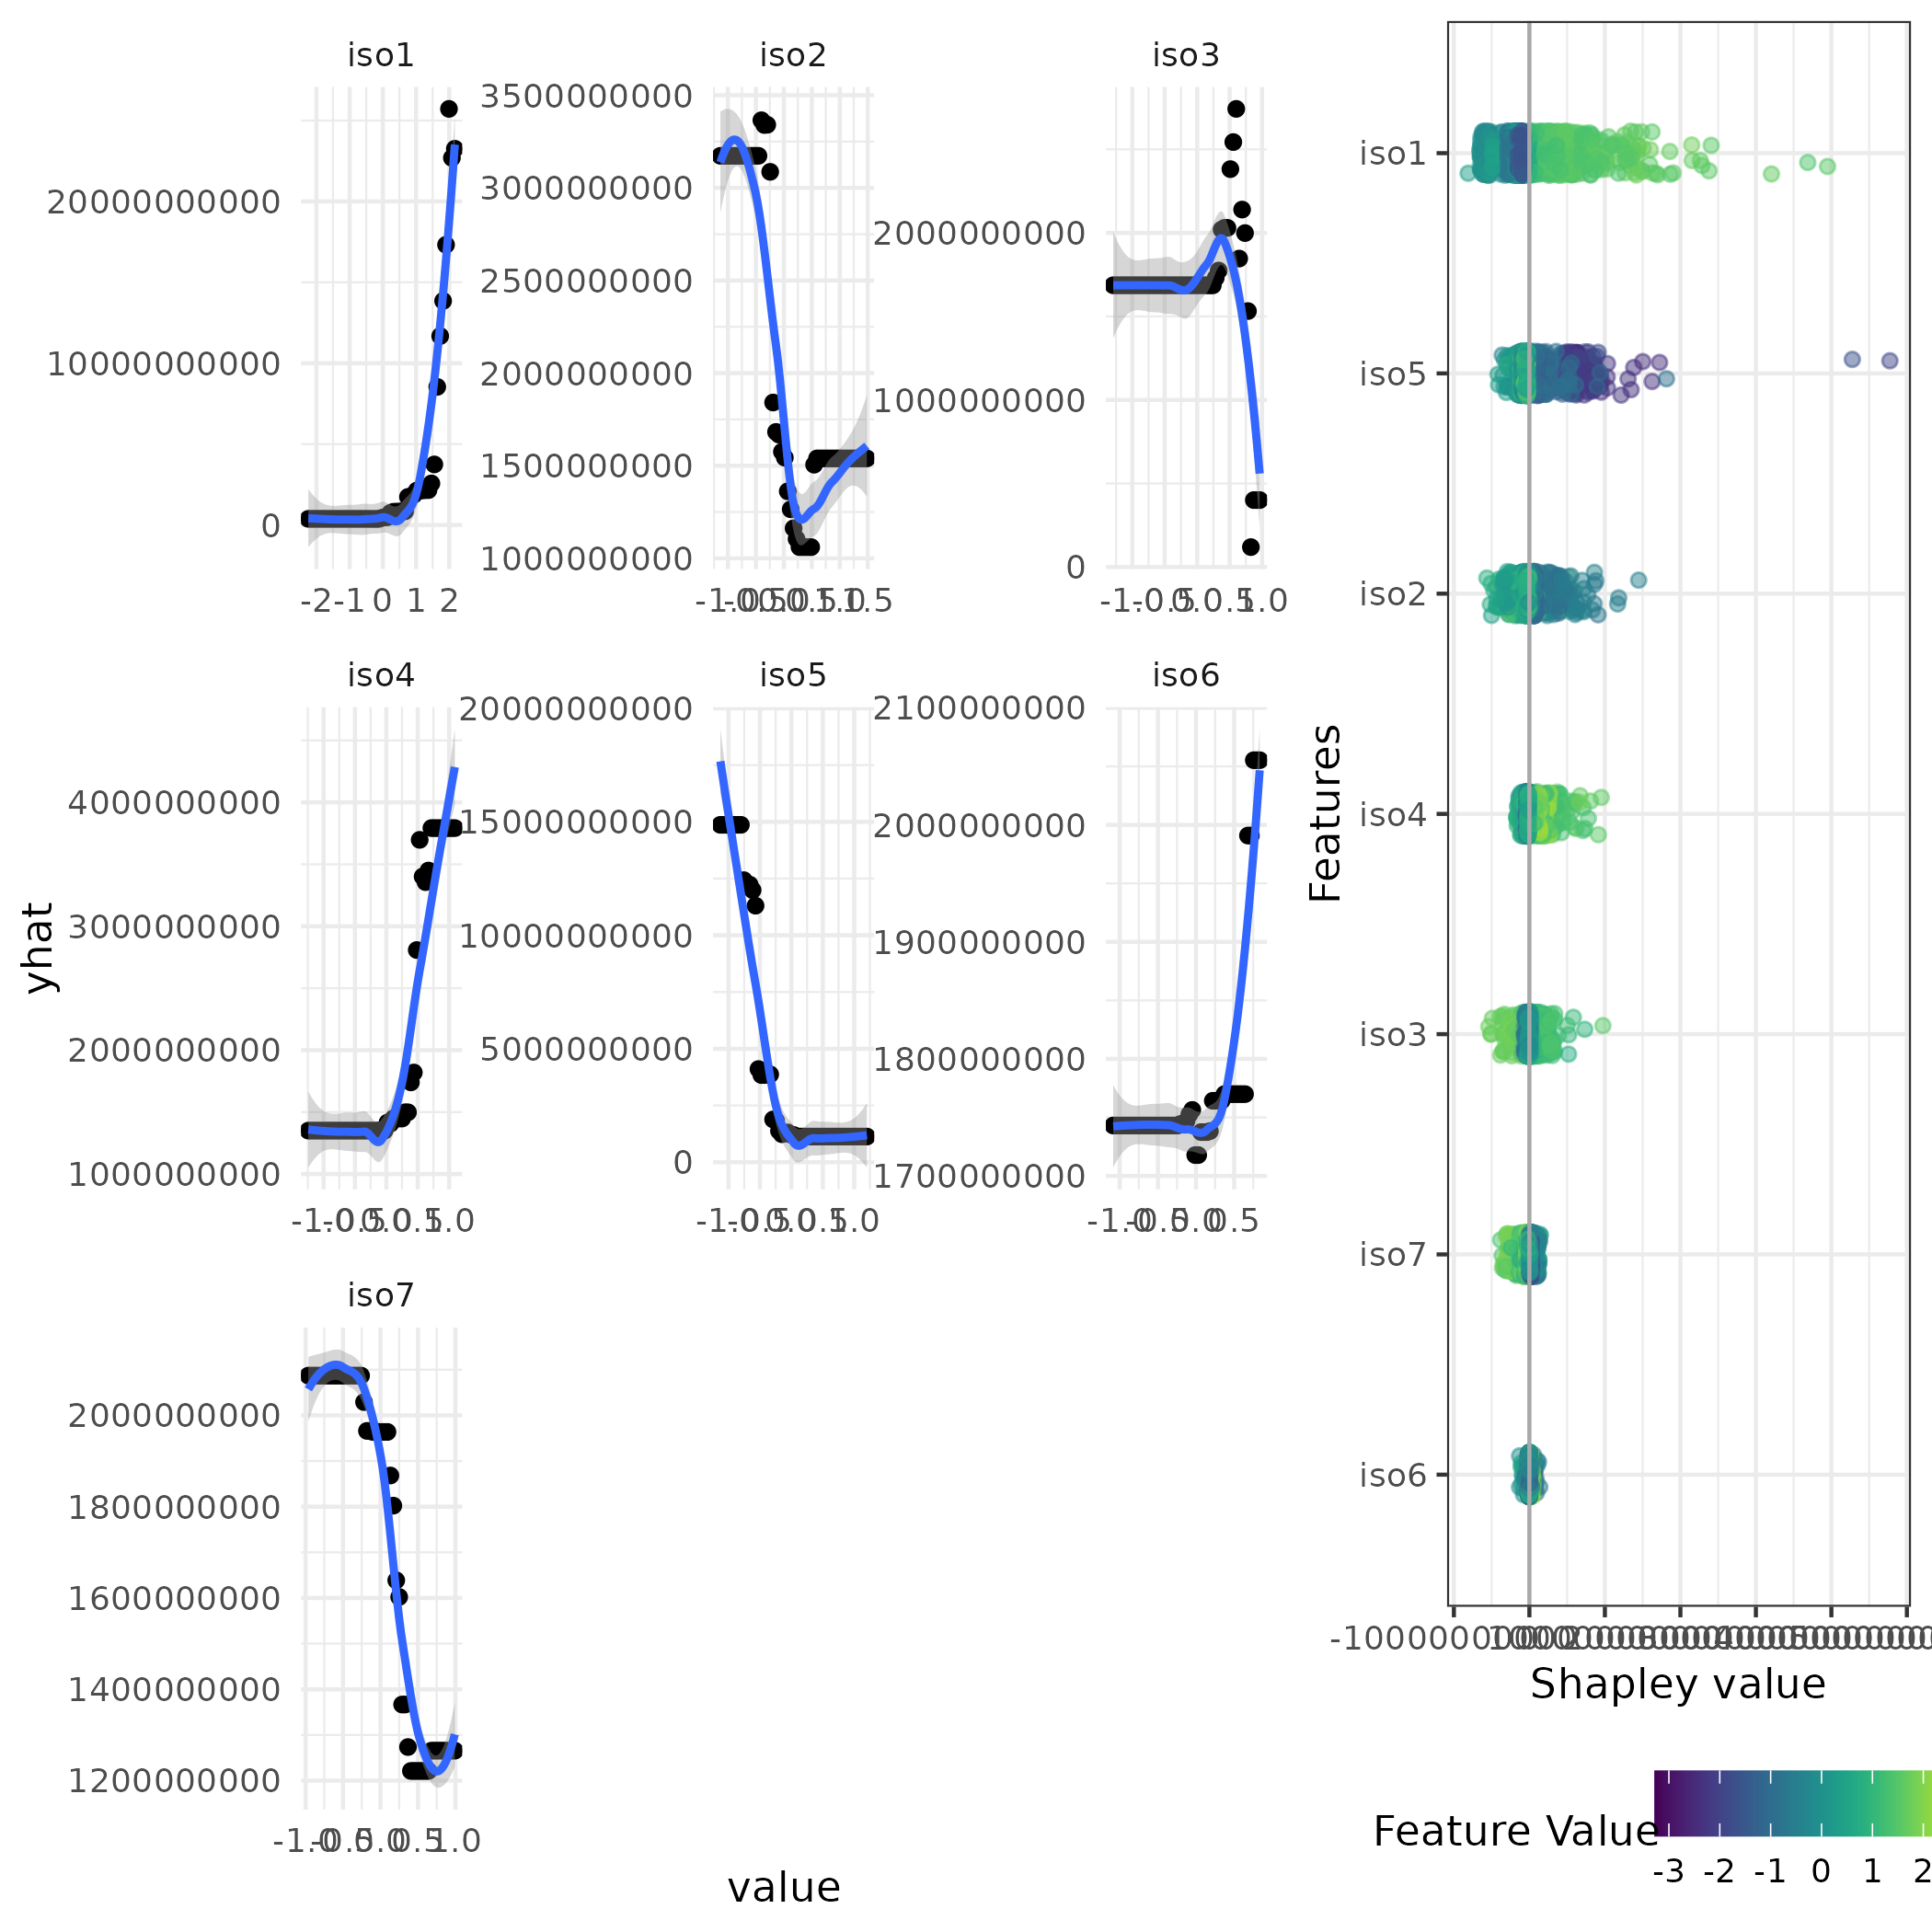 iso1
iso2
iso3
20000000000
10000000000
0
3500000000
3000000000
2500000000
2000000000
1500000000
1000000000
2000000000
1000000000
0
-2 -1 0 1 2
iso4
iso5
iso6
4000000000
3000000000
2000000000
1000000000
20000000000
15000000000
10000000000
5000000000
0
2100000000
2000000000
1900000000
1800000000
1700000000
iso7
2000000000
1800000000
1600000000
1400000000
1200000000
yhat
value
Features
iso1
iso5
iso2
iso4
iso3
iso7
iso6
Shapley value
Feature Value
-3 -2 -1 0 1 2